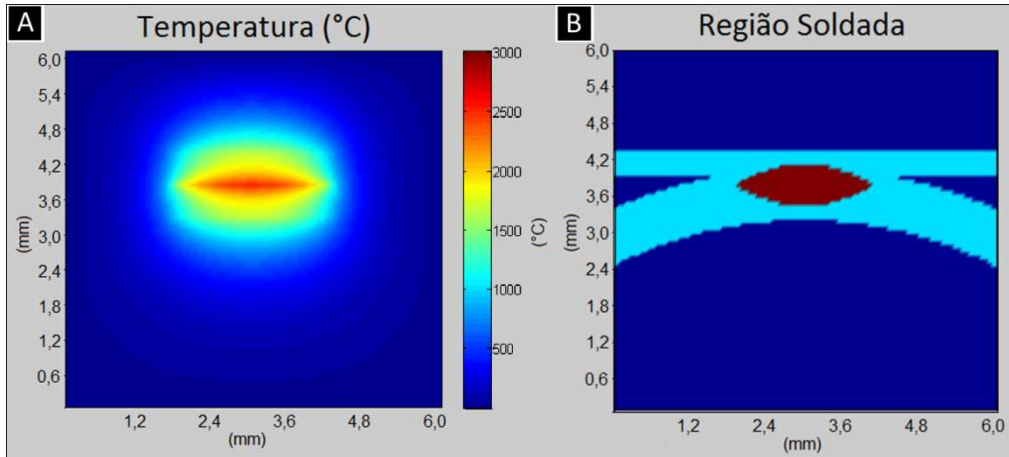 A
Temperatura (°C)
6,0
5,4
4,8
4,2
3,6
3,0
2,4
1,8
1,2
0,6
(mm)
1,2 2,4 3,6 4,8 6,0
(mm)
3000
2500
2000
1500
1000
500
(°C)
B
Região Soldada
6,0
5,4
4,8
4,2
3,6
3,0
2,4
1,8
1,2
0,6
(mm)
1,2 2,4 3,6 4,8 6,0
(mm)